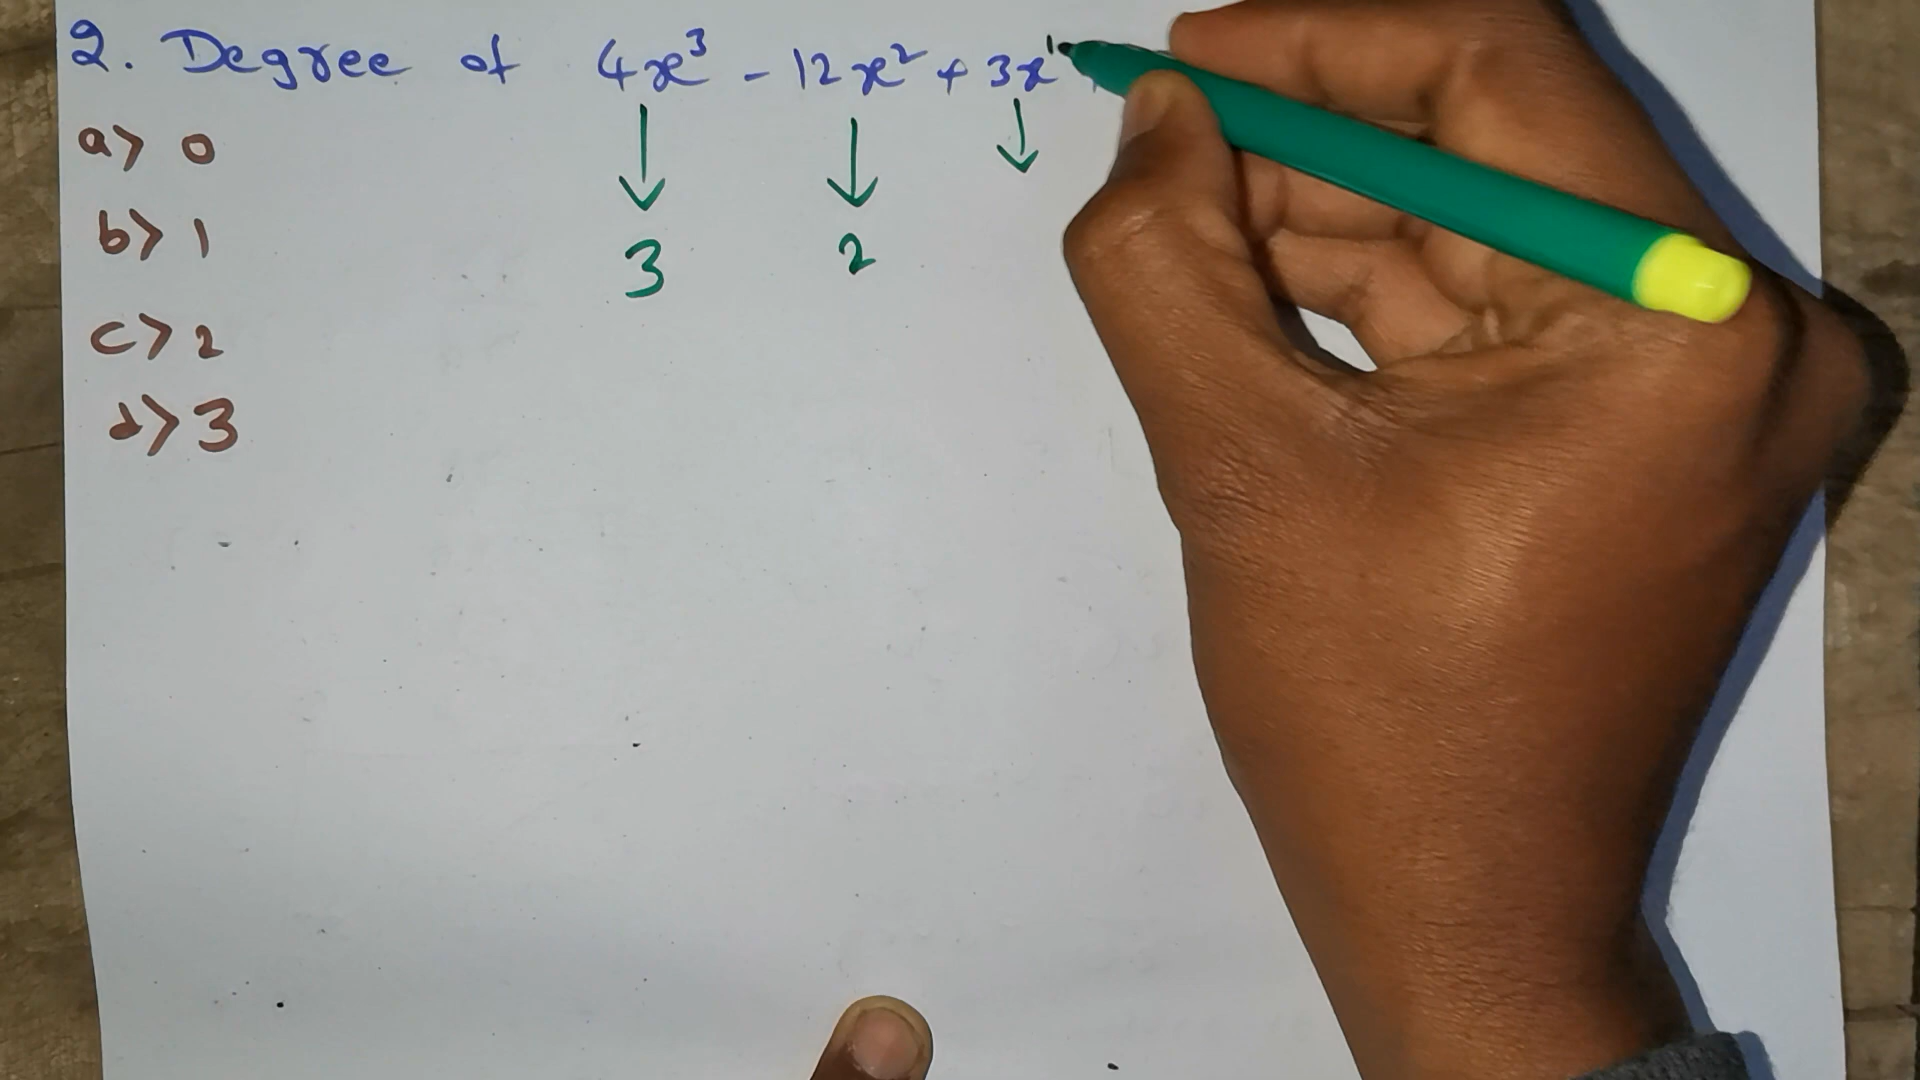 2. Degree of 4x³ - 12x² + 3x¹
a> 0
b> 1
c> 2
d> 3
3 2